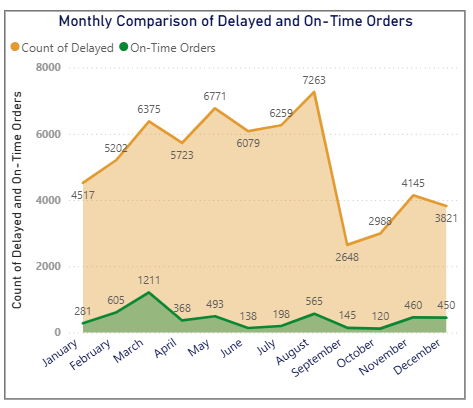 Monthly Comparison of Delayed and On-Time Orders
Count of Delayed On-Time Orders
Count of Delayed and On-Time Orders
8000
6000
4000
2000
0
4517 5202 6375 5723 6771 6079 6259 7263 2648 2988 4145 3821
281 605 1211 368 493 138 198 565 145 120 460 450
January February March April May June July August September October November December